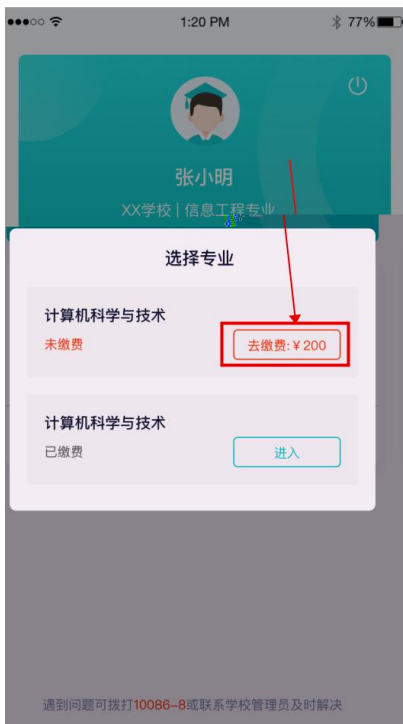 1:20 PM
77%
张小明
XX学校 | 信息工程专业
选择专业
计算机科学与技术
未缴费
去缴费:¥200
计算机科学与技术
已缴费
进入
遇到问题可拨打10086-8或联系学校管理员及时解决